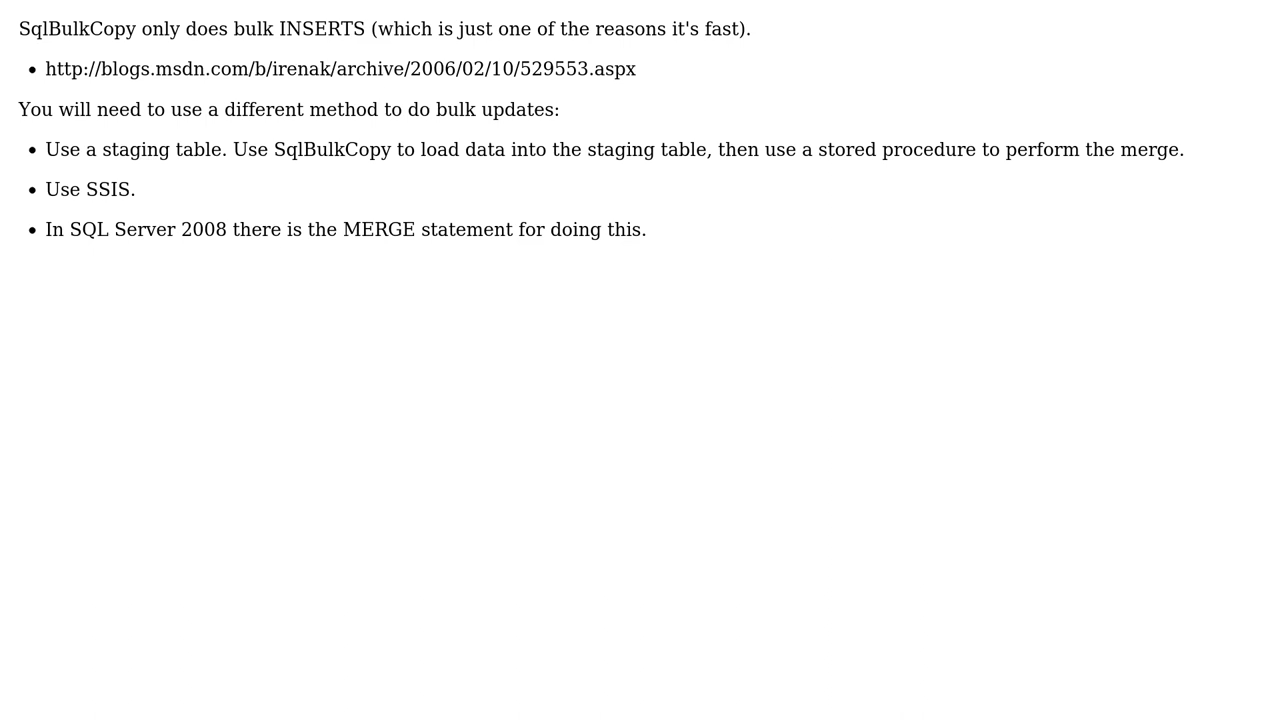 SqlBulkCopy only does bulk INSERTS (which is just one of the reasons it's fast).
• http://blogs.msdn.com/b/irenak/archive/2006/02/10/529553.aspx
You will need to use a different method to do bulk updates:
• Use a staging table. Use SqlBulkCopy to load data into the staging table, then use a stored procedure to perform the merge.
• Use SSIS.
• In SQL Server 2008 there is the MERGE statement for doing this.